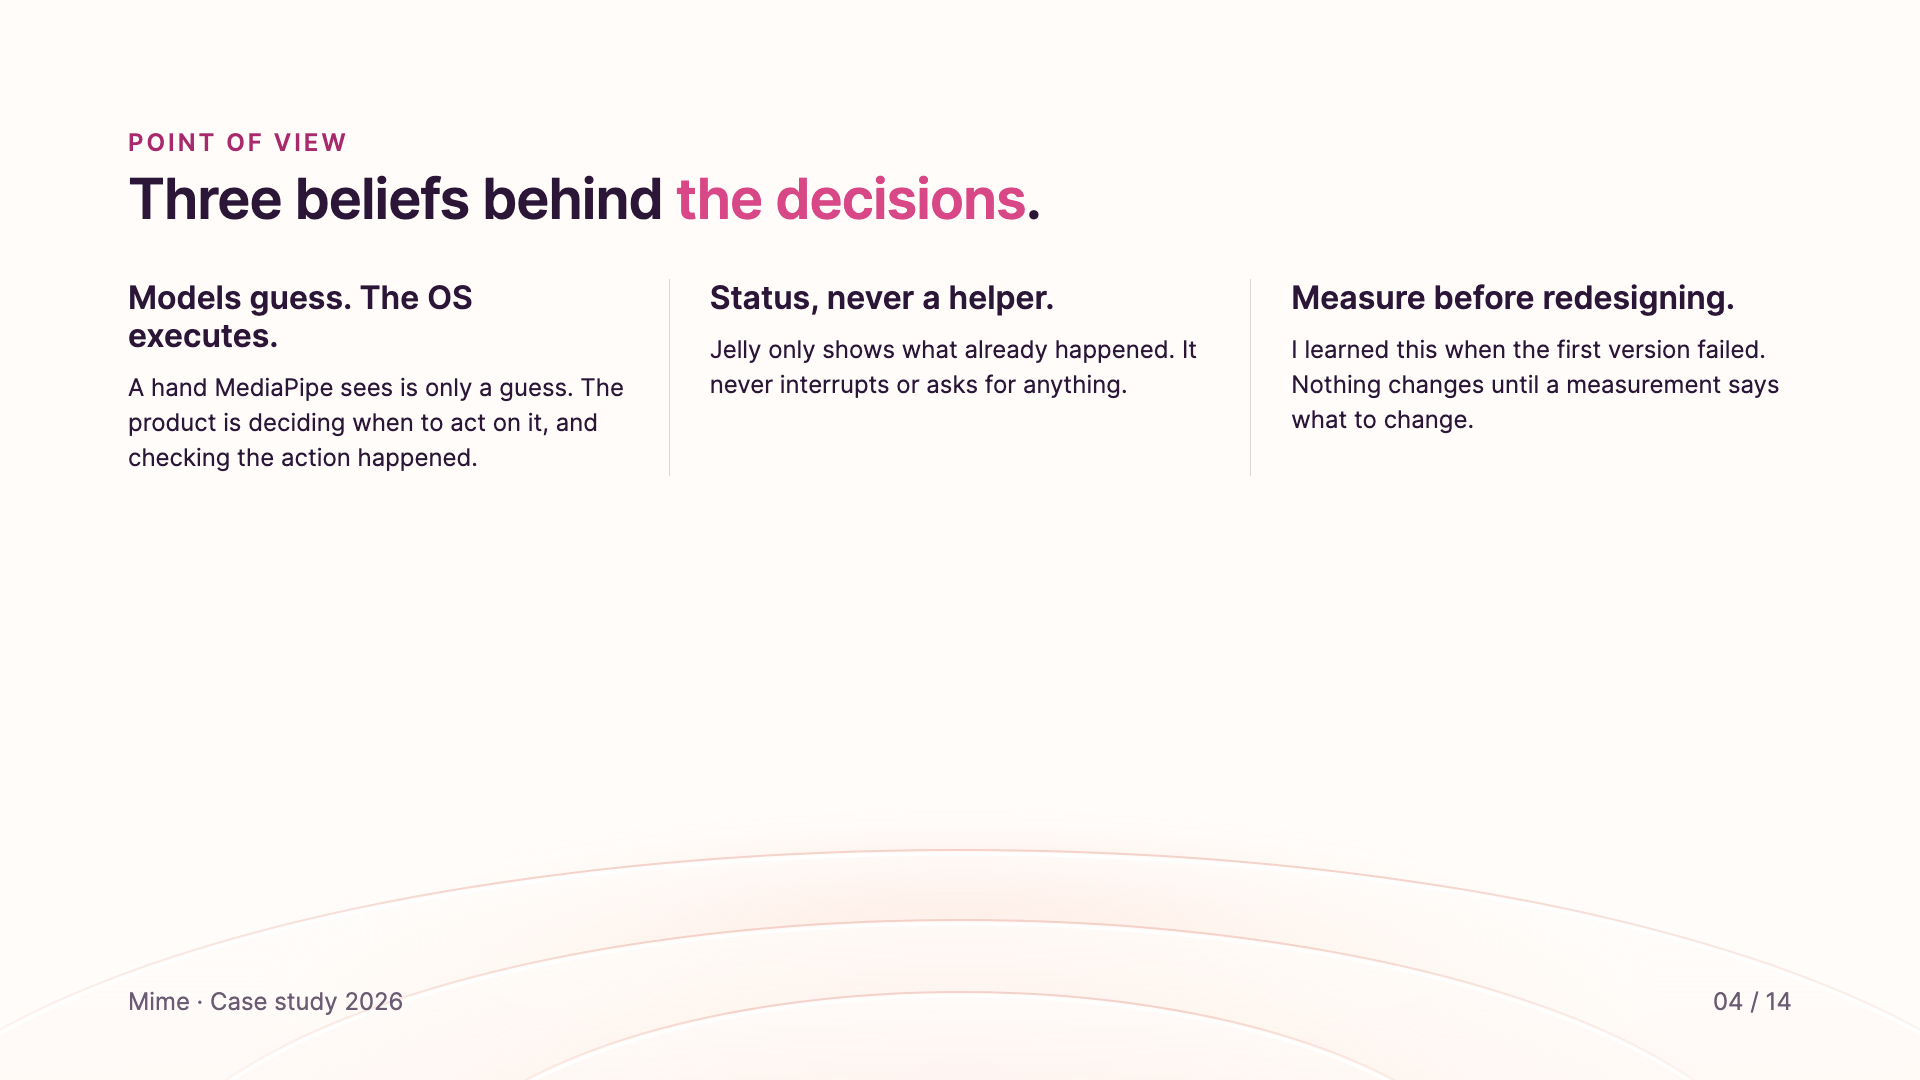 POINT OF VIEW
Three beliefs behind the decisions.
Models guess. The OS
executes.
A hand MediaPipe sees is only a guess. The
product is deciding when to act on it, and
checking the action happened.
Status, never a helper.
Jelly only shows what already happened. It
never interrupts or asks for anything.
Measure before redesigning.
I learned this when the first version failed.
Nothing changes until a measurement says
what to change.
Mime · Case study 2026
04 / 14